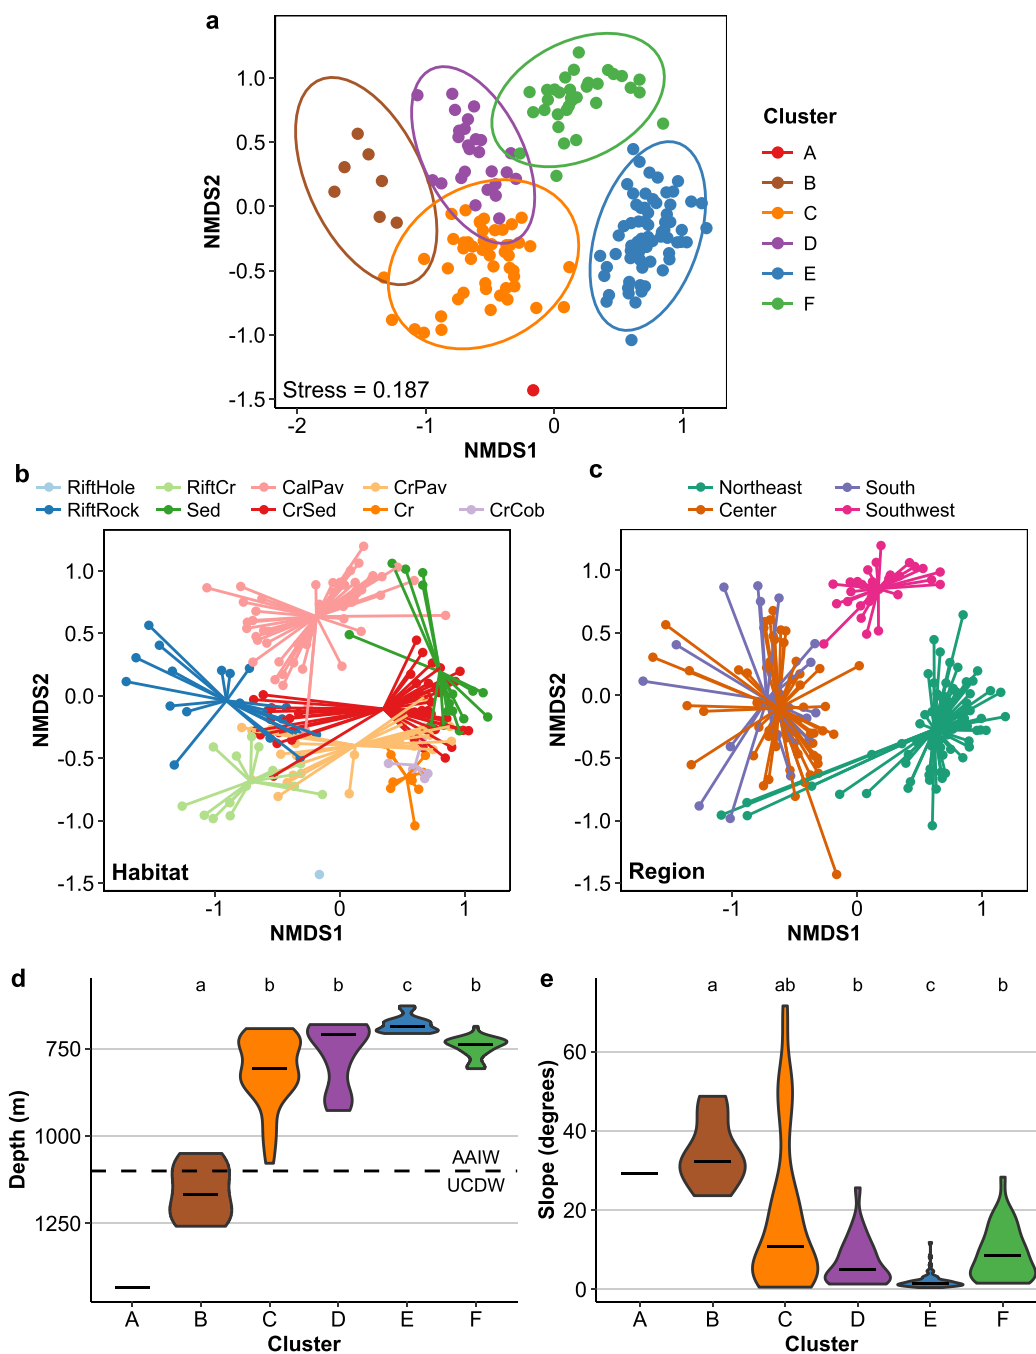 a
1.0
0.5
0.0
-0.5
-1.0
-1.5
NMDS2
Stress = 0.187
-2 -1 0 1
NMDS1
Cluster
A
B
C
D
E
F
b
RiftHole RiftCr CalPav CrPav
RiftRock Sed CrSed Cr CrCob
1.0
0.5
0.0
-0.5
-1.0
-1.5
NMDS2
Habitat
-1 0 1
NMDS1
c
Northeast South
Center Southwest
1.0
0.5
0.0
-0.5
-1.0
-1.5
NMDS2
Region
-1 0 1
NMDS1
d
a b b c b
750
1000
1250
Depth (m)
AAIW
UCDW
A B C D E F
Cluster
e
a ab b c b
60
40
20
0
Slope (degrees)
A B C D E F
Cluster